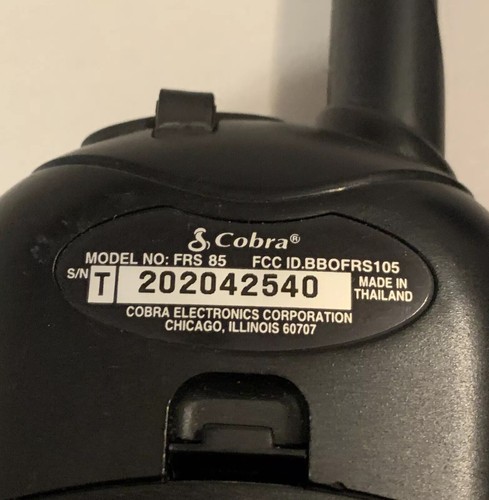 Cobra®
MODEL NO: FRS 85 FCC ID.BBOFRS105
S/N T 202042540 MADE IN THAILAND
COBRA ELECTRONICS CORPORATION
CHICAGO, ILLINOIS 60707